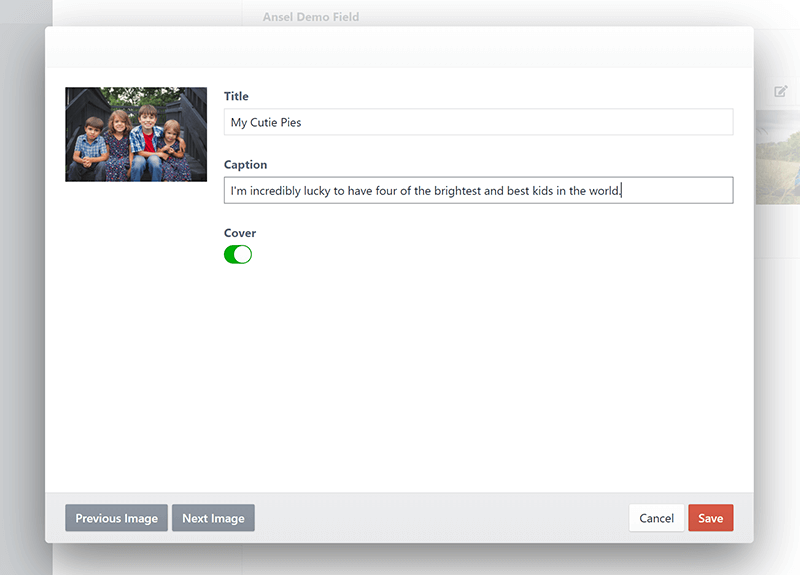 Ansel Demo Field
Title
My Cutie Pies
Caption
I'm incredibly lucky to have four of the brightest and best kids in the world.
Cover
Previous Image
Next Image
Cancel
Save